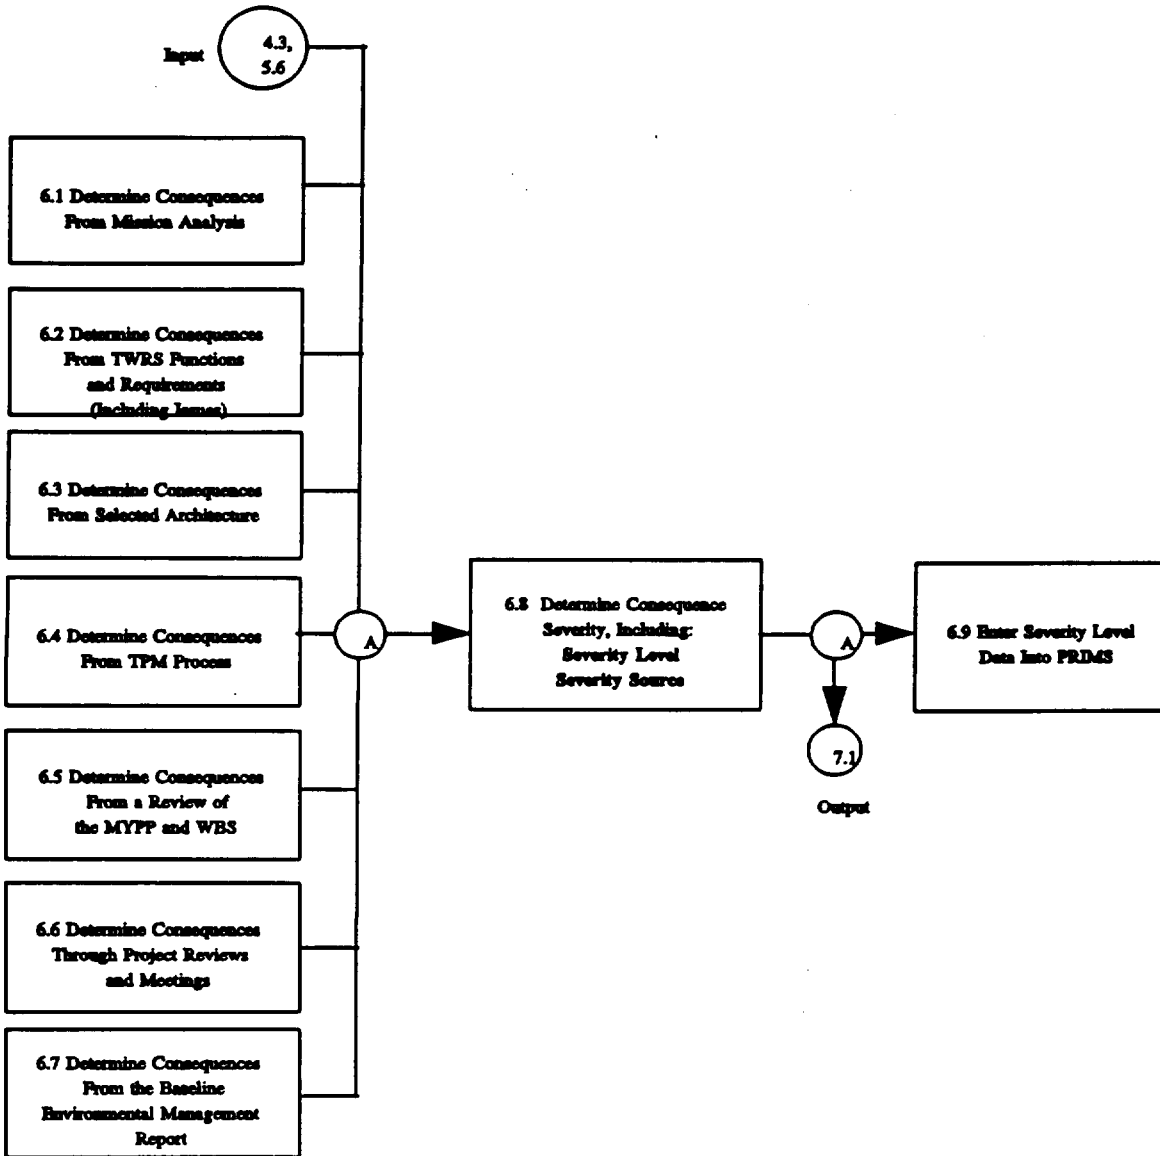 Input
4.3,
5.6
6.1 Determine Consequences
From Mission Analysis
6.2 Determine Consequences
From TWRS Functions
and Requirements
(Including Issues)
6.3 Determine Consequences
From Selected Architecture
6.4 Determine Consequences
From TPM Process
6.5 Determine Consequences
From a Review of
the MYPP and WBS
6.6 Determine Consequences
Through Project Reviews
and Meetings
6.7 Determine Consequences
From the Baseline
Environmental Management
Report
A
6.8 Determine Consequence
Severity, Including:
Severity Level
Severity Source
A
7.1
Output
6.9 Enter Severity Level
Data Into PRIMS